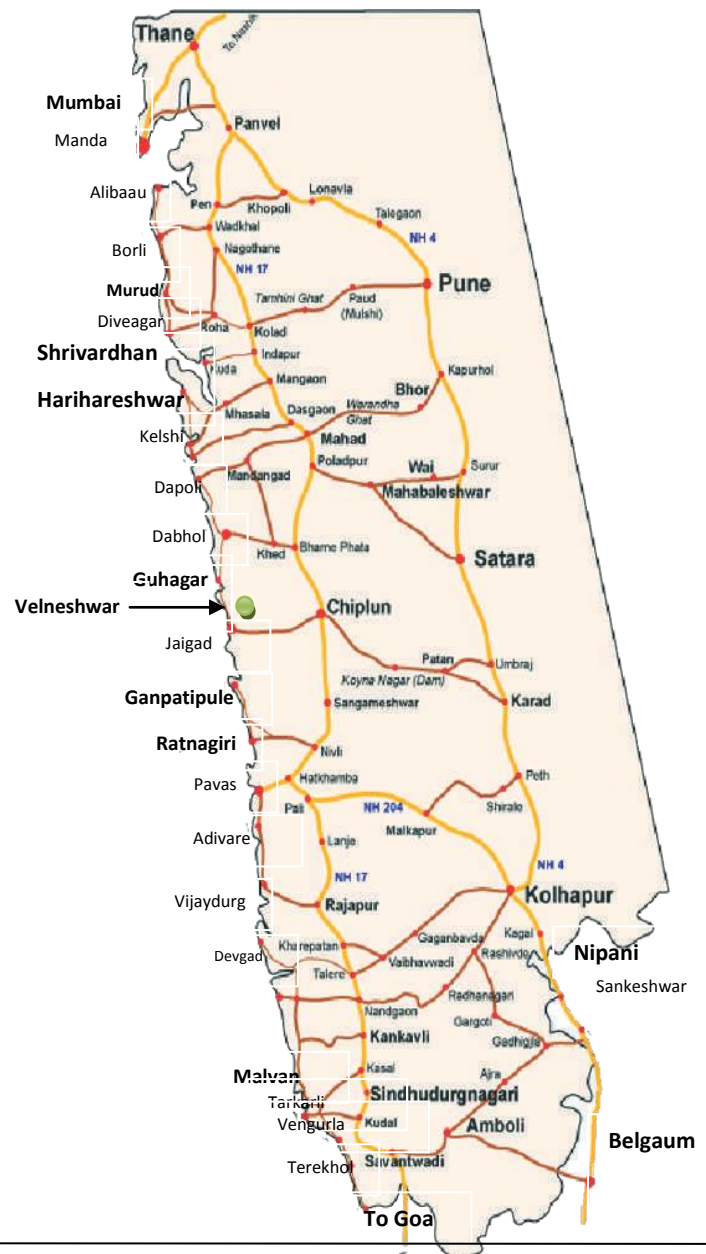 Thane
To Nashik
Mumbai
Manda
Panvel
Alibaau
Lonavla
Pen
Khopoli
Talegaon
Wadkhal
NH 4
Borli
Nagothane
NH 17
Pune
Murud
Tamhini Ghat
Paud
(Mulshi)
Diveagar
Roha
Kolad
Shrivardhan
Indapur
Kuda
Kapurhol
Mangaon
Bhor
Harihareshwar
Warandha
Ghat
Mhasala
Dasgaon
Kelshi
Mahad
Poladpur
Wai
Surur
Mandangad
Dapoli
Mahabaleshwar
Dabhol
Khed
Bharne Phata
Satara
Guhagar
Velneshwar
Chiplun
Jaigad
Patan
Umbraj
Koyna Nagar (Dam)
Ganpatipule
Sangameshwar
Karad
Ratnagiri
Nivli
Pavas
Hatkhamba
Peth
Pali
NH 204
Shirale
Malkapur
Adivare
Lanje
NH 4
NH 17
Kolhapur
Vijaydurg
Rajapur
Gaganbavda
Kagal
Devgad
Kharepatan
Rashivde
Nipani
Vaibhavwadi
Talere
Sankeshwar
Radhanagari
Nandgaon
Gargoti
Kankavli
Gadhiglaj
Malvan
Kasal
Ajra
Sindhudurgnagari
Tarkarli
Vengurla
Kudal
Amboli
Belgaum
Terekhol
Savantwadi
To Goa